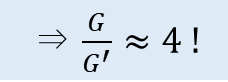 ⇒ G/G′ ≈ 4 !